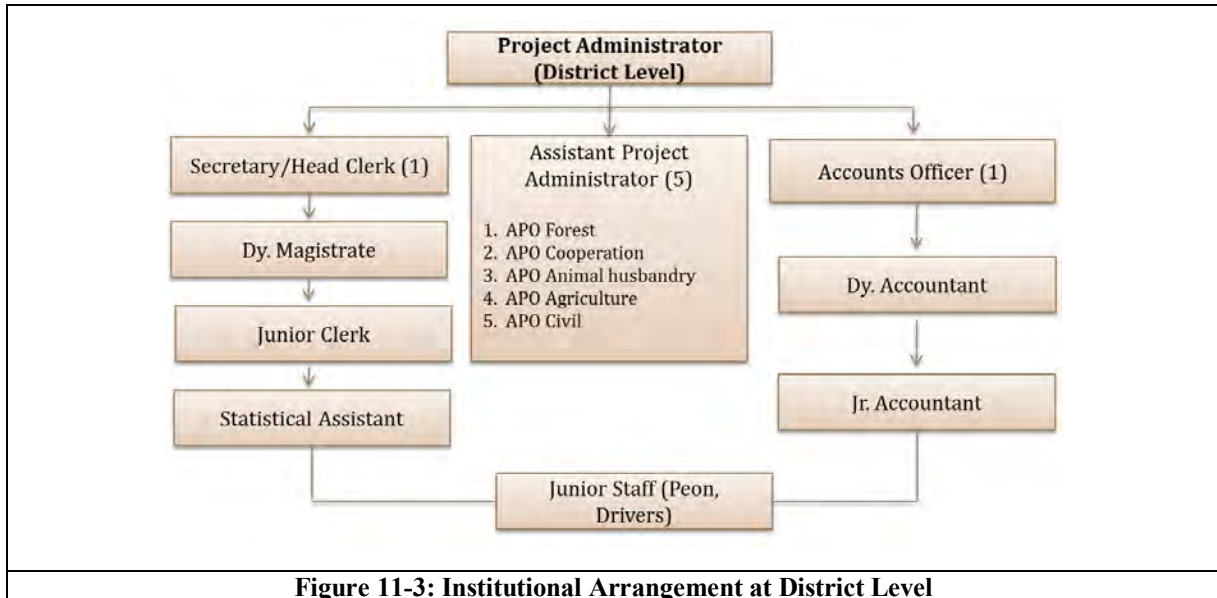 Project Administrator
(District Level)
Secretary/Head Clerk (1)
Dy. Magistrate
Junior Clerk
Statistical Assistant
Assistant Project
Administrator (5)
1. APO Forest
2. APO Cooperation
3. APO Animal husbandry
4. APO Agriculture
5. APO Civil
Accounts Officer (1)
Dy. Accountant
Jr. Accountant
Junior Staff (Peon,
Drivers)
Figure 11-3: Institutional Arrangement at District Level